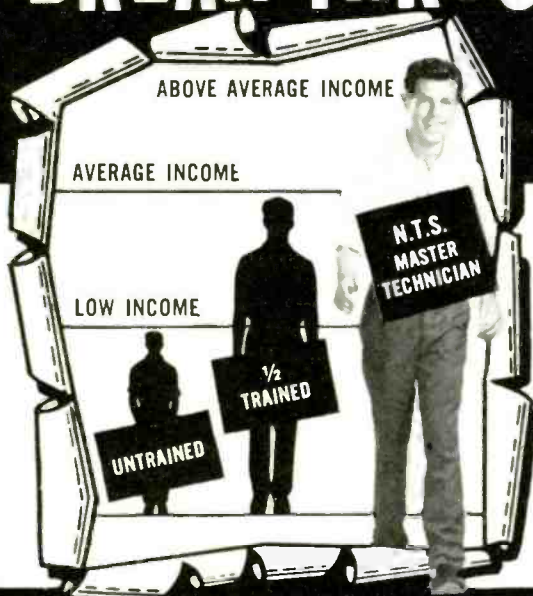 ABOVE AVERAGE INCOME
AVERAGE INCOME
N.T.S.
MASTER
TECHNICIAN
LOW INCOME
½
TRAINED
UNTRAINED